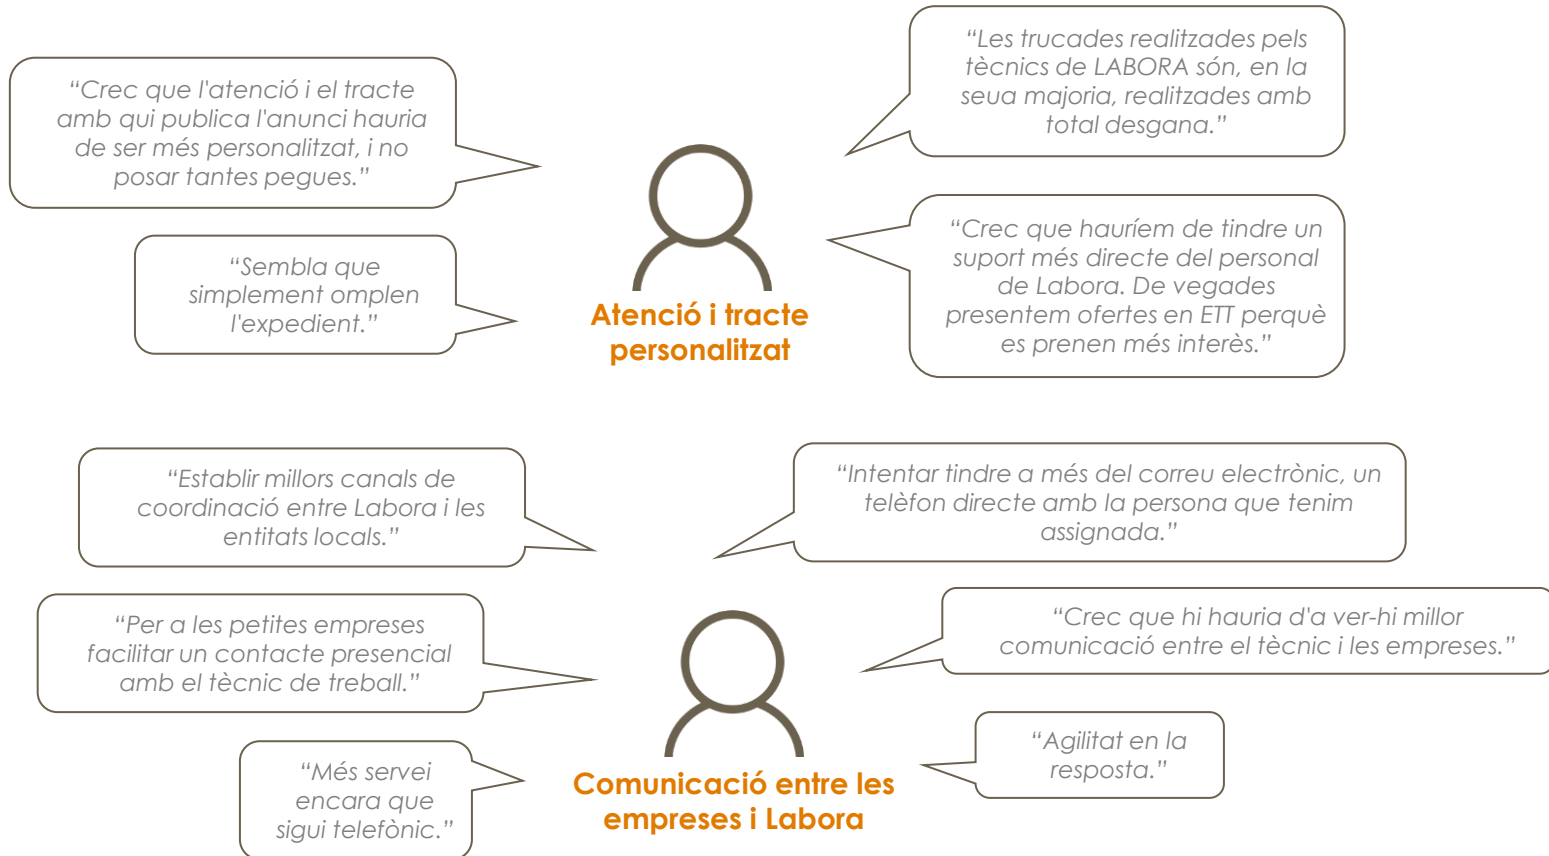 “Crec que l'atenció i el tracte
amb qui publica l'anunci hauria
de ser més personalitzat, i no
posar tantes pegues.”
“Les trucades realitzades pels
tècnics de LABORA són, en la
seua majoria, realitzades amb
total desgana.”
“Sembla que
simplement omplen
l'expedient.”
“Crec que hauríem de tindre un
suport més directe del personal
de Labora. De vegades
presentem ofertes en ETT perquè
es prenen més interès.”
Atenció i tracte
personalitzat
“Establir millors canals de
coordinació entre Labora i les
entitats locals.”
“Intentar tindre a més del correu electrònic, un
telèfon directe amb la persona que tenim
assignada.”
“Per a les petites empreses
facilitar un contacte presencial
amb el tècnic de treball.”
“Crec que hi hauria d'a ver-hi millor
comunicació entre el tècnic i les empreses.”
“Més servei
encara que
sigui telefònic.”
“Agilitat en la
resposta.”
Comunicació entre les
empreses i Labora